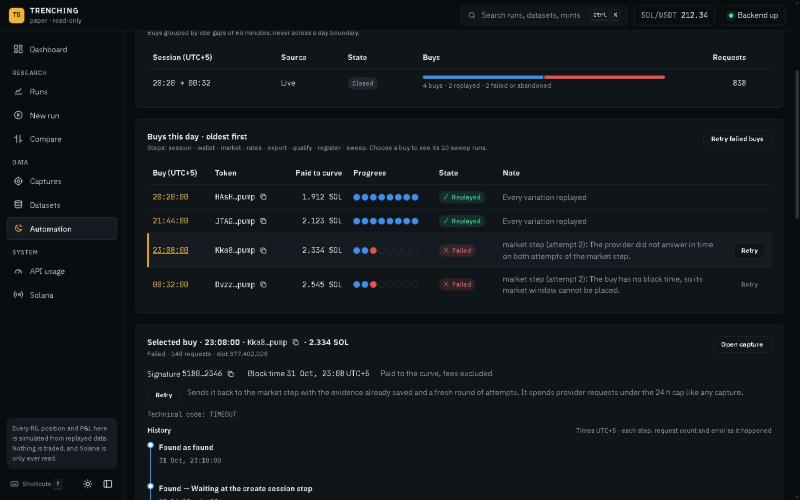 TB
TRENCHING
paper · read-only
Search runs, datasets, mints
CTRL K
SOL/USDT 212.34
Backend up
Dashboard
RESEARCH
Runs
New run
Compare
DATA
Captures
Datasets
Automation
SYSTEM
API usage
Solana
Every fill, position and P&L here
is simulated from replayed data.
Nothing is traded, and Solana is
only ever read.
Shortcuts ?
Buys grouped by idle gaps of 60 minutes, never across a day boundary.
Session (UTC+5) Source State Buys Requests
20:20 → 00:32 Live Closed 838
4 buys · 2 replayed · 2 failed or abandoned
Buys this day · oldest first
Steps: session · wallet · market · rates · export · qualify · register · sweep. Choose a buy to see its 10 sweep runs.
Retry failed buys
Buy (UTC+5) Token Paid to curve Progress State Note
20:20:00 HAsH…pump 1.912 SOL ✓ Replayed Every variation replayed
21:44:00 JTAG…pump 2.123 SOL ✓ Replayed Every variation replayed
23:08:00 Kka8…pump 2.334 SOL X Failed market step (attempt 2): The provider did not answer in time
on both attempts of the market step.
Retry
00:32:00 Dvzz…pump 2.545 SOL X Failed market step (attempt 2): The buy has no block time, so its
market window cannot be placed.
Retry
Selected buy · 23:08:00 · Kka8…pump · 2.334 SOL
Failed · 148 requests · slot 377,402,028
Open capture
Signature 5180…2346 Block time 31 Oct, 23:08 UTC+5 Paid to the curve, fees excluded
Retry Sends it back to the market step with the evidence already saved and a fresh round of attempts. It spends provider requests under the 24 h cap like any capture.
Technical code: TIMEOUT
History Times UTC+5 · each step, request count and error as it happened
Found as found
31 Oct, 23:10:00
Found → Waiting at the create session step